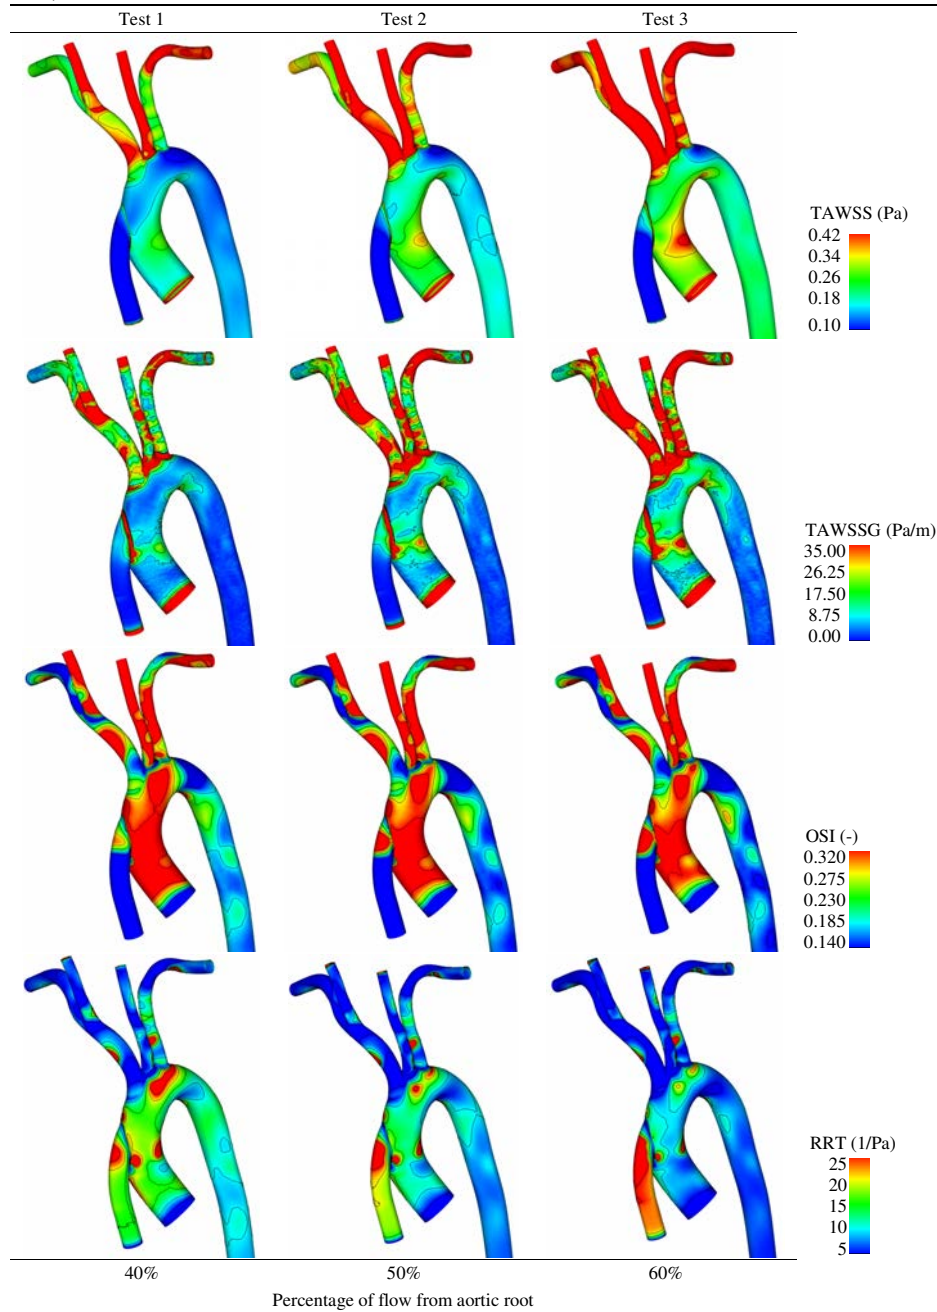 Test 1 Test 2 Test 3
TAWSS (Pa)
0.42
0.34
0.26
0.18
0.10
TAWSSG (Pa/m)
35.00
26.25
17.50
8.75
0.00
OSI (-)
0.320
0.275
0.230
0.185
0.140
RRT (1/Pa)
25
20
15
10
5
40% 50% 60%
Percentage of flow from aortic root